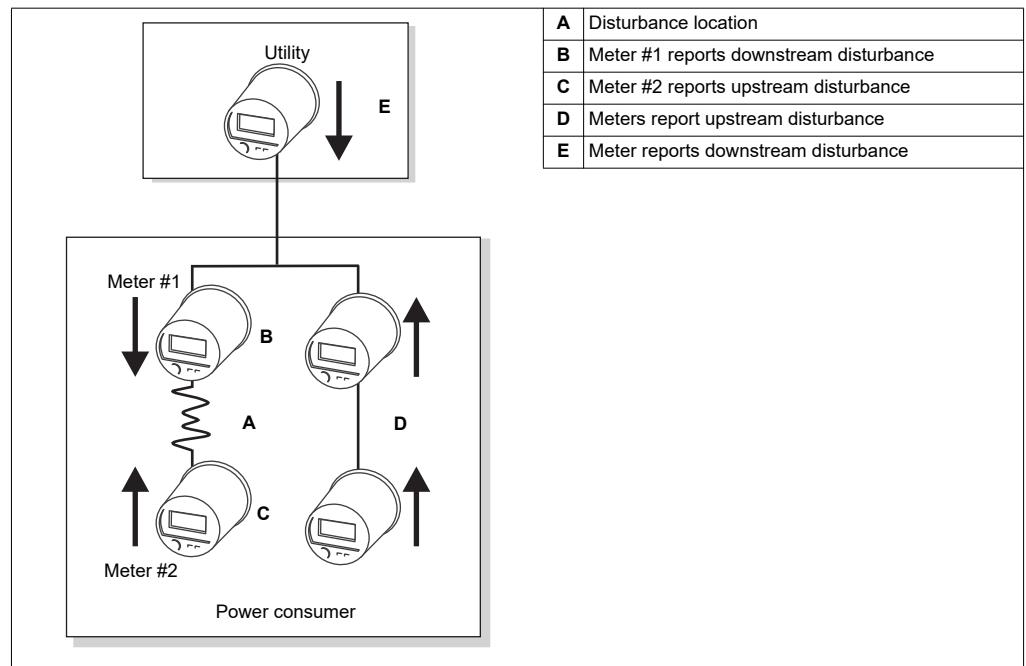 Utility
E
Meter #1
B
A
D
C
Meter #2
Power consumer
A Disturbance location
B Meter #1 reports downstream disturbance
C Meter #2 reports upstream disturbance
D Meters report upstream disturbance
E Meter reports downstream disturbance